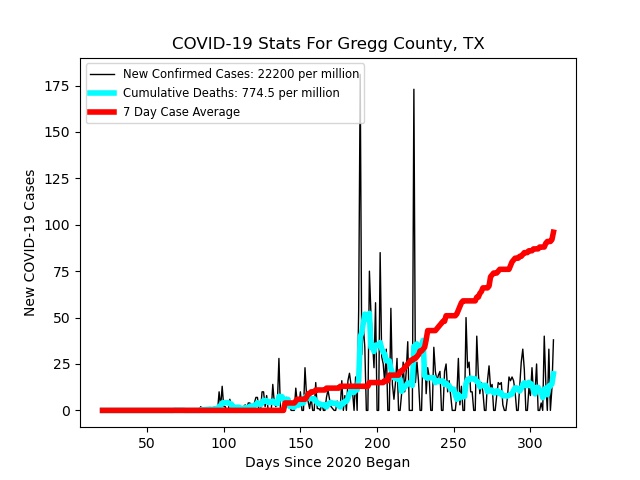 COVID-19 Stats For Gregg County, TX
New Confirmed Cases: 22200 per million
Cumulative Deaths: 774.5 per million
7 Day Case Average
New COVID-19 Cases
175
150
125
100
75
50
25
0
50
100
150
200
250
300
Days Since 2020 Began